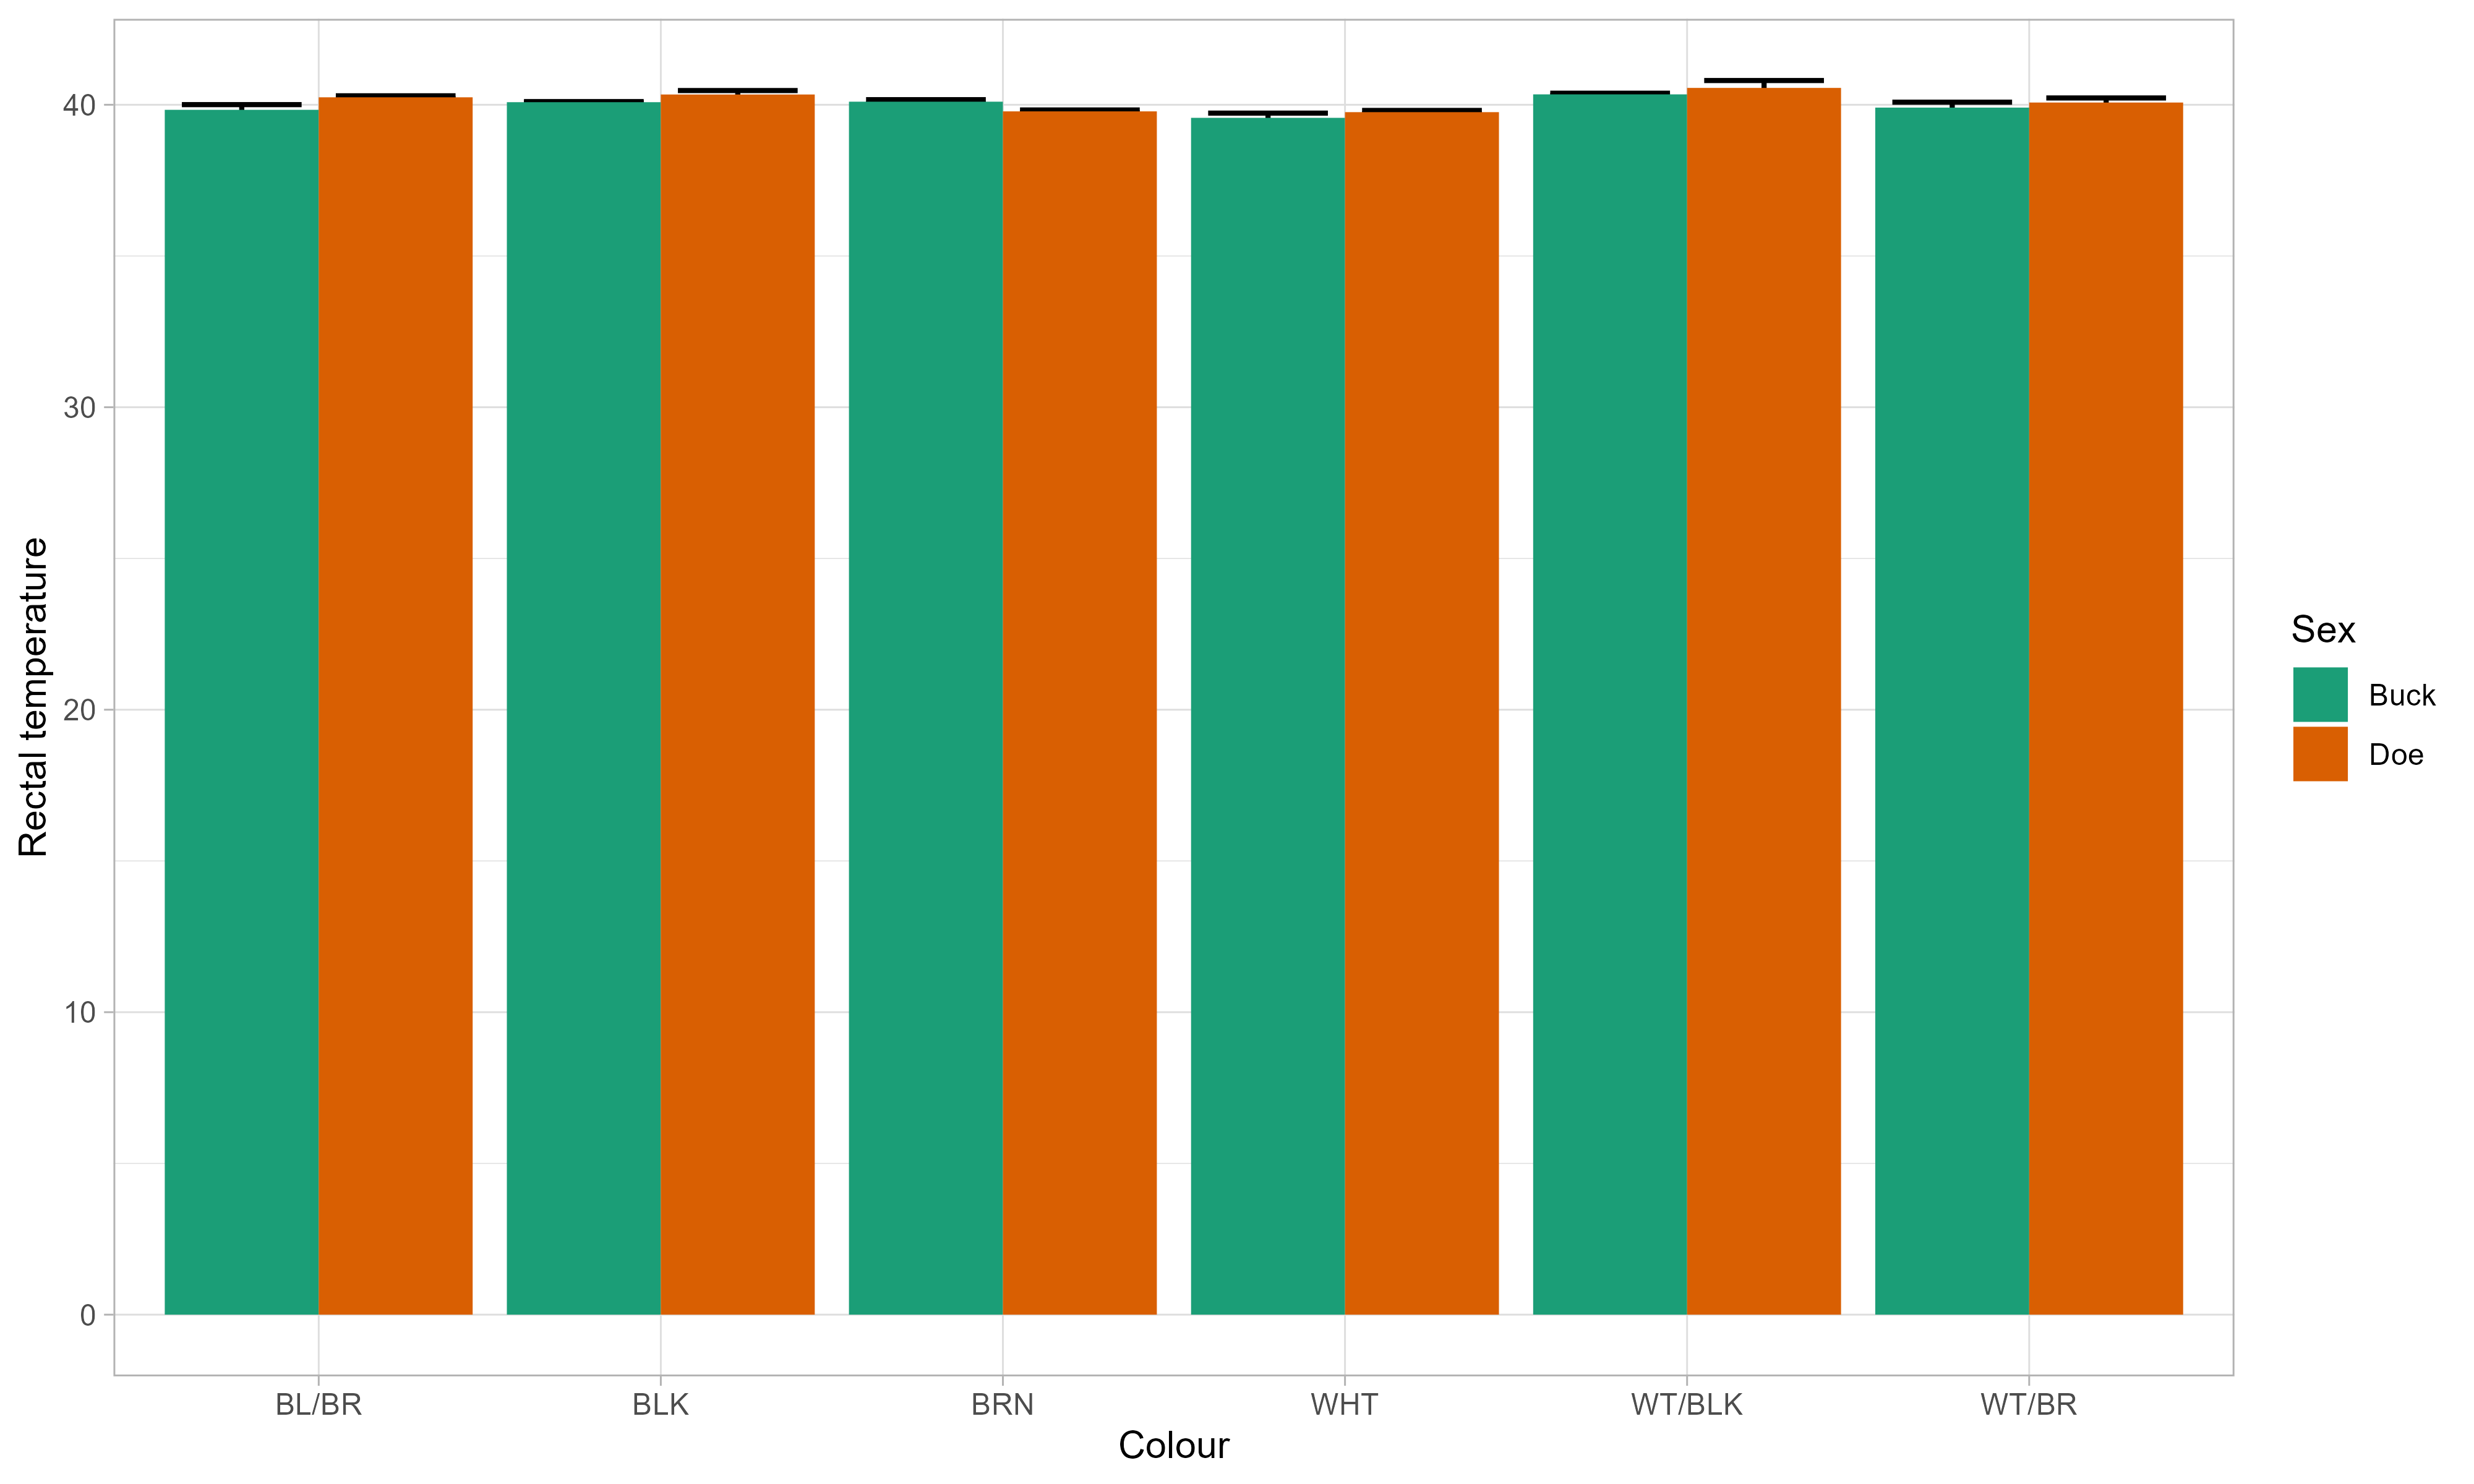 40
30
20
10
0
Rectal temperature
BL/BR
BLK
BRN
WHT
WT/BLK
WT/BR
Colour
Sex
Buck
Doe